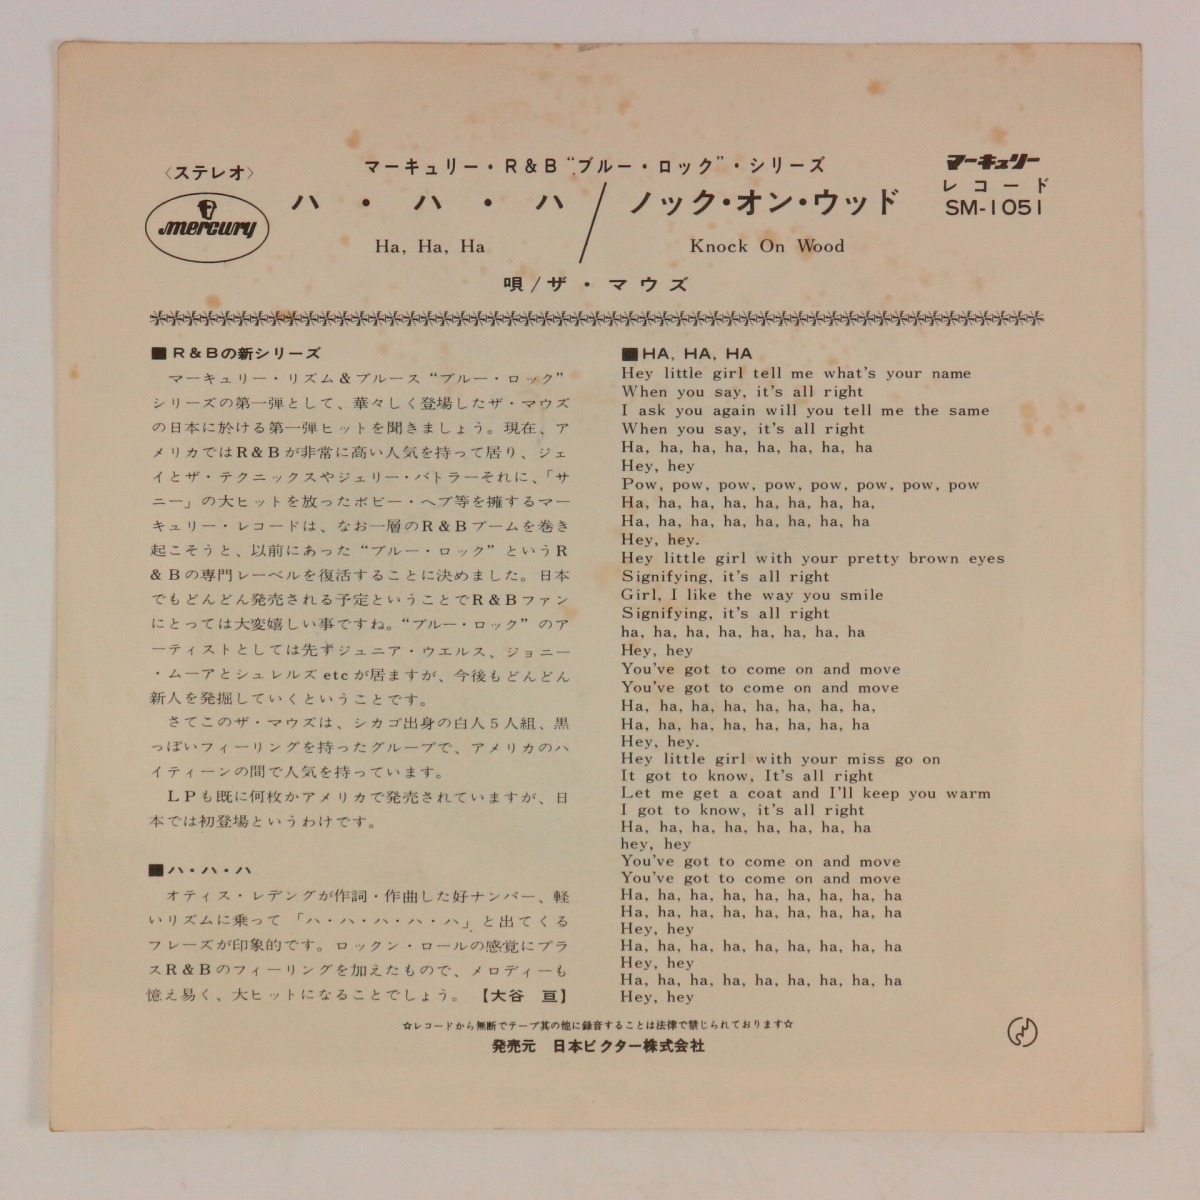 〈ステレオ〉
mercury
マーキュリー・R&B“ブルー・ロック”・シリーズ
ハ・ハ・ハ/ノック・オン・ウッド
Ha, Ha, Ha
Knock On Wood
唄/ザ・マウズ
マーキュリー
レコード
SM-1051
■R&Bの新シリーズ
マーキュリー・リズム&ブルース“ブルー・ロック”
シリーズの第一弾として、華々しく登場したザ・マウズ
の日本に於ける第一弾ヒットを聞きましょう。現在、ア
メリカではR&Bが非常に高い人気を持って居り、ジェ
イとザ・テクニックスやジェリー・バトラーそれに、「サ
ニー」の大ヒットを放ったボビー・ヘブ等を擁するマー
キュリー・レコードは、なお一層のR&Bブームを巻き
起こそうと、以前にあった“ブルー・ロック”というR
&Bの専門レーベルを復活することに決めました。日本
でもどんどん発売される予定ということでR&Bファン
にとっては大変嬉しい事ですね。“ブルー・ロック”のア
ーティストとしては先ずジュニア・ウエルス、ジョニー
・ムーアとシュレルズetcが居ますが、今後もどんどん
新人を発掘していくということです。
さてこのザ・マウズは、シカゴ出身の白人5人組、黒
っぽいフィーリングを持ったグループで、アメリカのハ
イティーンの間で人気を持っています。
LPも既に何枚かアメリカで発売されていますが、日
本では初登場というわけです。
■ハ・ハ・ハ
オティス・レデングが作詞・作曲した好ナンバー、軽
いリズムに乗って「ハ・ハ・ハ・ハ・ハ」と出てくる
フレーズが印象的です。ロックン・ロールの感覚にプラ
スR&Bのフィーリングを加えたもので、メロディーも
憶え易く、大ヒットになることでしょう。【大谷 亘】
■HA, HA, HA
Hey little girl tell me what's your name
When you say, it's all right
I ask you again will you tell me the same
When you say, it's all right
Ha, ha, ha, ha, ha, ha, ha, ha
Hey, hey
Pow, pow, pow, pow, pow, pow, pow, pow
Ha, ha, ha, ha, ha, ha, ha, ha,
Ha, ha, ha, ha, ha, ha, ha, ha
Hey, hey.
Hey little girl with your pretty brown eyes
Signifying, it's all right
Girl, I like the way you smile
Signifying, it's all right
ha, ha, ha, ha, ha, ha, ha, ha
Hey, hey
You've got to come on and move
You've got to come on and move
Ha, ha, ha, ha, ha, ha, ha, ha,
Ha, ha, ha, ha, ha, ha, ha, ha
Hey, hey.
Hey little girl with your miss go on
It got to know, It's all right
Let me get a coat and I'll keep you warm
I got to know, it's all right
Ha, ha, ha, ha, ha, ha, ha, ha
hey, hey
You've got to come on and move
You've got to come on and move
Ha, ha, ha, ha, ha, ha, ha, ha, ha
Ha, ha, ha, ha, ha, ha, ha, ha, ha
Hey, hey
Ha, ha, ha, ha, ha, ha, ha, ha, ha
Hey, hey
Ha, ha, ha, ha, ha, ha, ha, ha, ha
Hey, hey
☆レコードから無断でテープ其の他に録音することは法律で禁じられております☆
発売元 日本ビクター株式会社